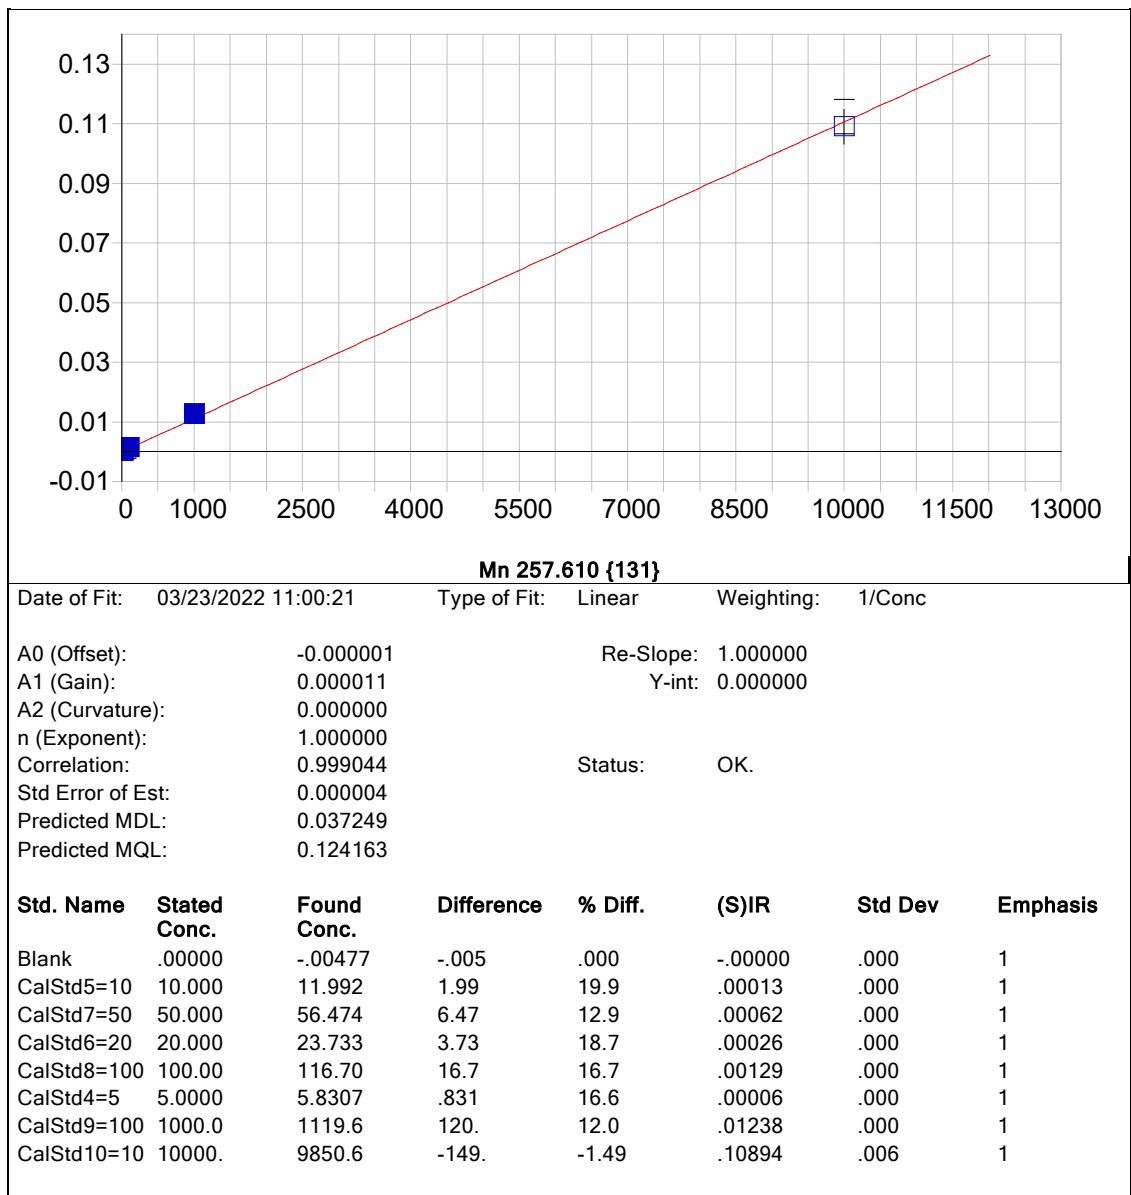 0.13
0.11
0.09
0.07
0.05
0.03
0.01
-0.01
0 1000 2500 4000 5500 7000 8500 10000 11500 13000
Mn 257.610 {131}
Date of Fit: 03/23/2022 11:00:21 Type of Fit: Linear Weighting: 1/Conc
A0 (Offset): -0.000001 Re-Slope: 1.000000
A1 (Gain): 0.000011 Y-int: 0.000000
A2 (Curvature): 0.000000
n (Exponent): 1.000000
Correlation: 0.999044 Status: OK.
Std Error of Est: 0.000004
Predicted MDL: 0.037249
Predicted MQL: 0.124163
Std. Name Stated Found Difference % Diff. (S)IR Std Dev Emphasis
Conc. Conc.
Blank .00000 -.00477 -.005 .000 -.00000 .000 1
CalStd5=10 10.000 11.992 1.99 19.9 .00013 .000 1
CalStd7=50 50.000 56.474 6.47 12.9 .00062 .000 1
CalStd6=20 20.000 23.733 3.73 18.7 .00026 .000 1
CalStd8=100 100.00 116.70 16.7 16.7 .00129 .000 1
CalStd4=5 5.0000 5.8307 .831 16.6 .00006 .000 1
CalStd9=100 1000.0 1119.6 120. 12.0 .01238 .000 1
CalStd10=10 10000. 9850.6 -149. -1.49 .10894 .006 1